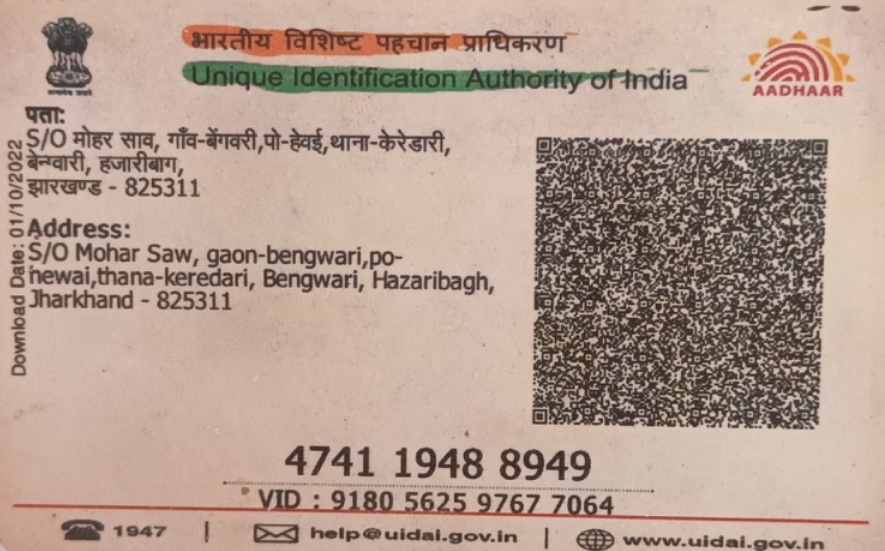 भारतीय विशिष्ट पहचान प्राधिकरण
Unique Identification Authority of India
AADHAAR
पता:
S/O मोहर साव, गाँव-बेंगवरी,पो-हेवई,थाना-केरेडारी,
बेन्ग्वारी, हजारीबाग,
झारखण्ड - 825311
Address:
S/O Mohar Saw, gaon-bengwari,po-
hewai,thana-keredari, Bengwari, Hazaribagh,
Jharkhand - 825311
Download Date: 01/10/2022
4741 1948 8949
VID : 9180 5625 9767 7064
1947 | help@uidai.gov.in | www.uidai.gov.in